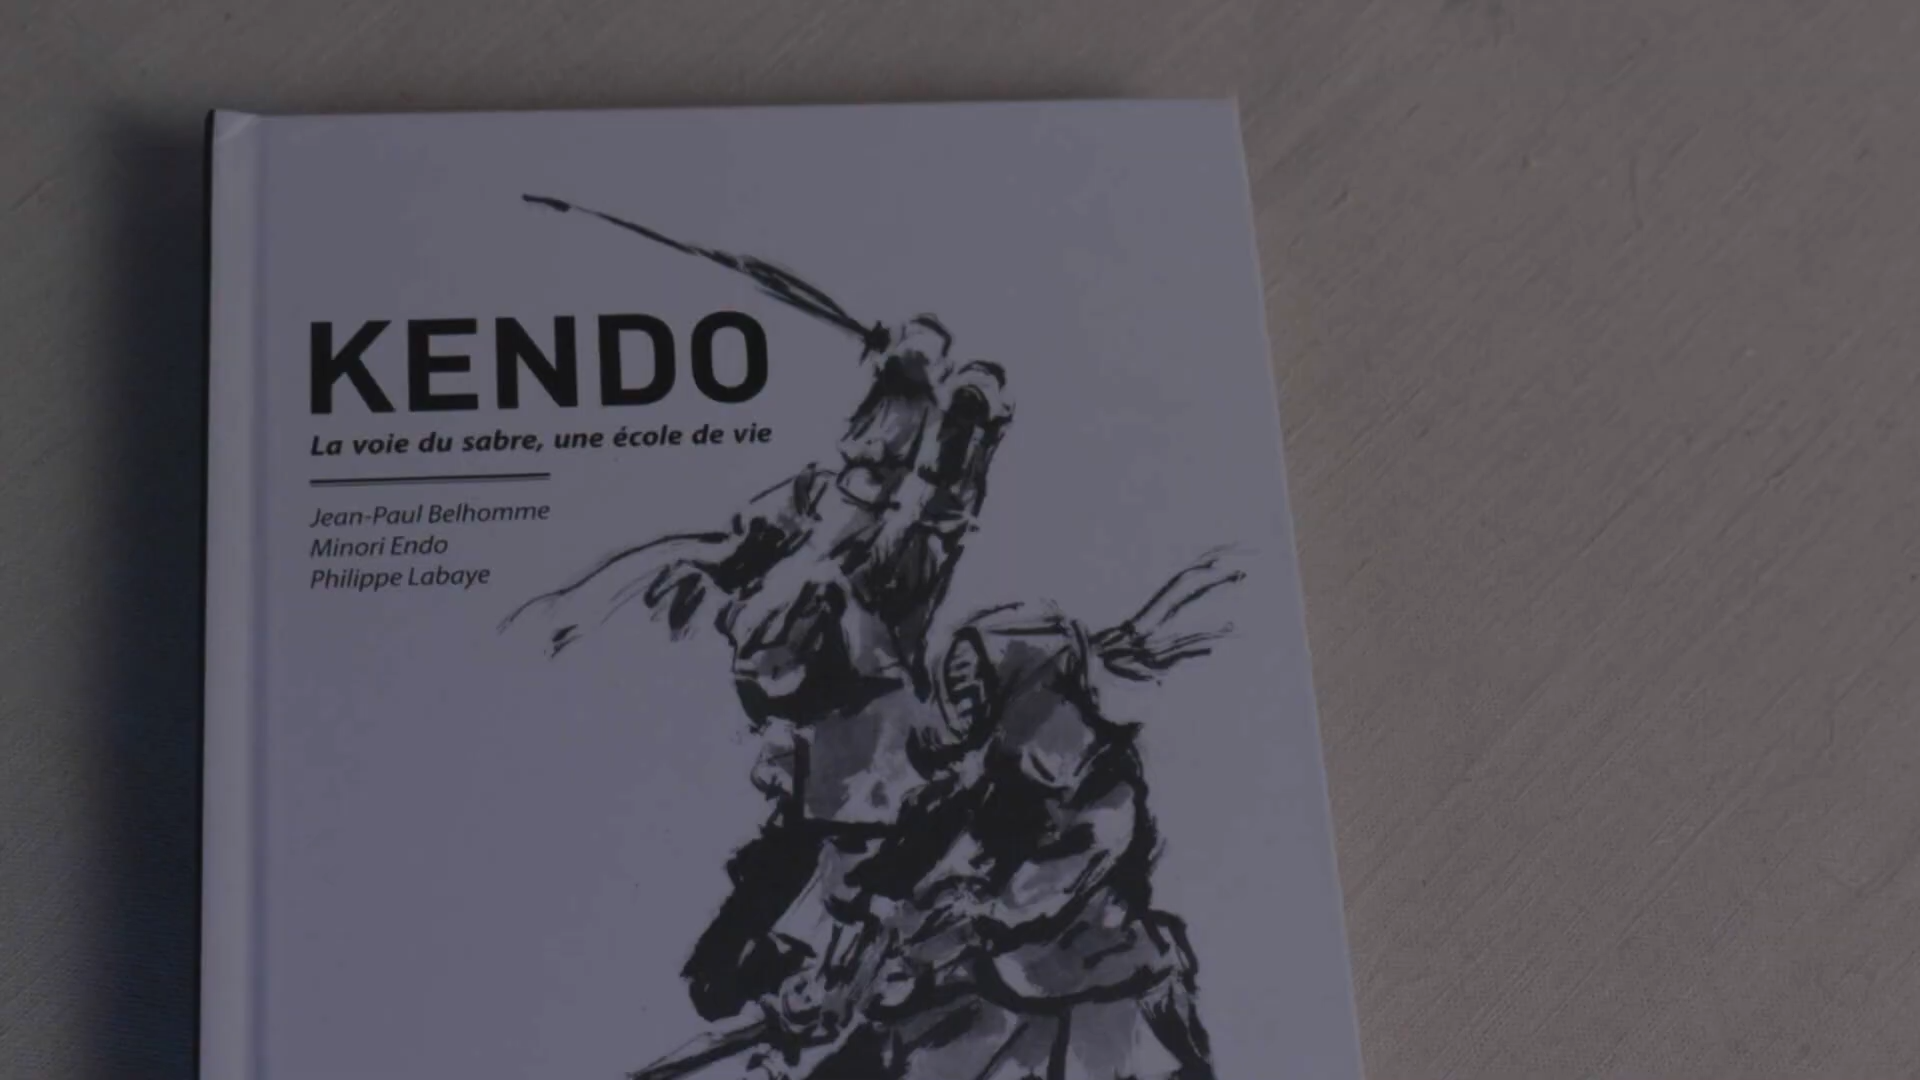 KENDO
La voie du sabre, une école de vie
Jean-Paul Belhomme
Minori Endo
Philippe Labaye